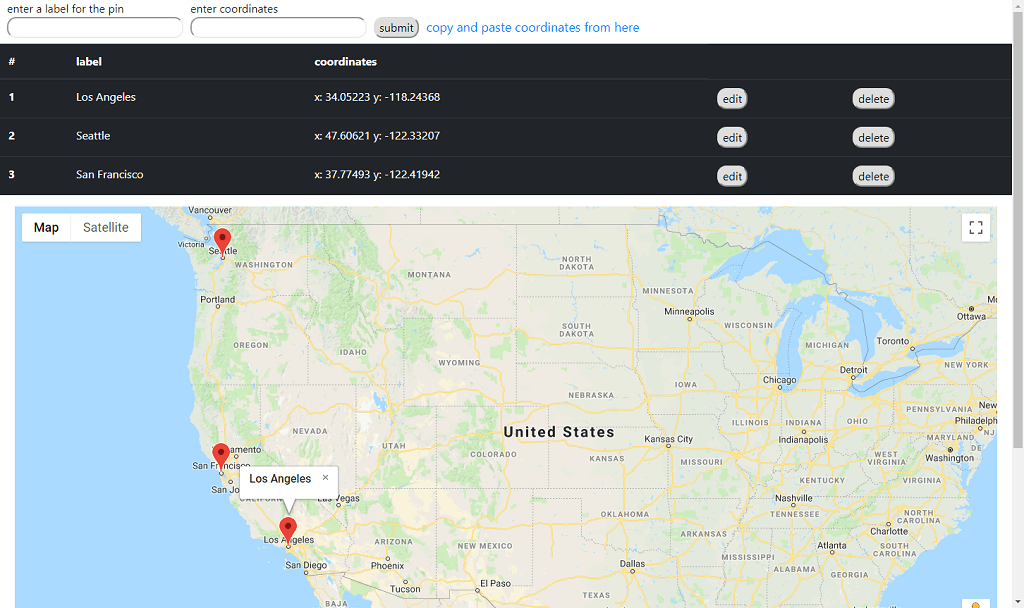 enter a label for the pin
enter coordinates
submit
copy and paste coordinates from here
# label coordinates
1 Los Angeles x: 34.05223 y: -118.24368 edit delete
2 Seattle x: 47.60621 y: -122.33207 edit delete
3 San Francisco x: 37.77493 y: -122.41942 edit delete
Map Satellite
Vancouver
Victoria
Seattle
WASHINGTON
MONTANA
NORTH
DAKOTA
MINNESOTA
Portland
Minneapolis
Ottawa
SOUTH
DAKOTA
WISCONSIN
OREGON
IDAHO
MICHIGAN
Toronto
WYOMING
Detroit
NEW YORK
Chicago
IOWA
NEBRASKA
PENNSYLVANIA
New
Philadelph
NEVADA
UTAH
United States
ILLINOIS
INDIANA
OHIO
Indianapolis
MARYLAND
DE
NJ
Kansas City
amento
COLORADO
KANSAS
MISSOURI
WEST
VIRGINIA
Washington
San Francisco
San Jo
Los Angeles ×
CALIFOR
Las Vegas
KENTUCKY
VIRGINIA
Nashville
TENNESSEE
OKLAHOMA
NORTH
CAROLINA
Charlotte
Los Angeles
ARIZONA
NEW MEXICO
ARKANSAS
SOUTH
CAROLINA
Atlanta
San Diego
Phoenix
Dallas
MISSISSIPPI
ALABAMA
GEORGIA
Tucson
El Paso
TEXAS
BAJA